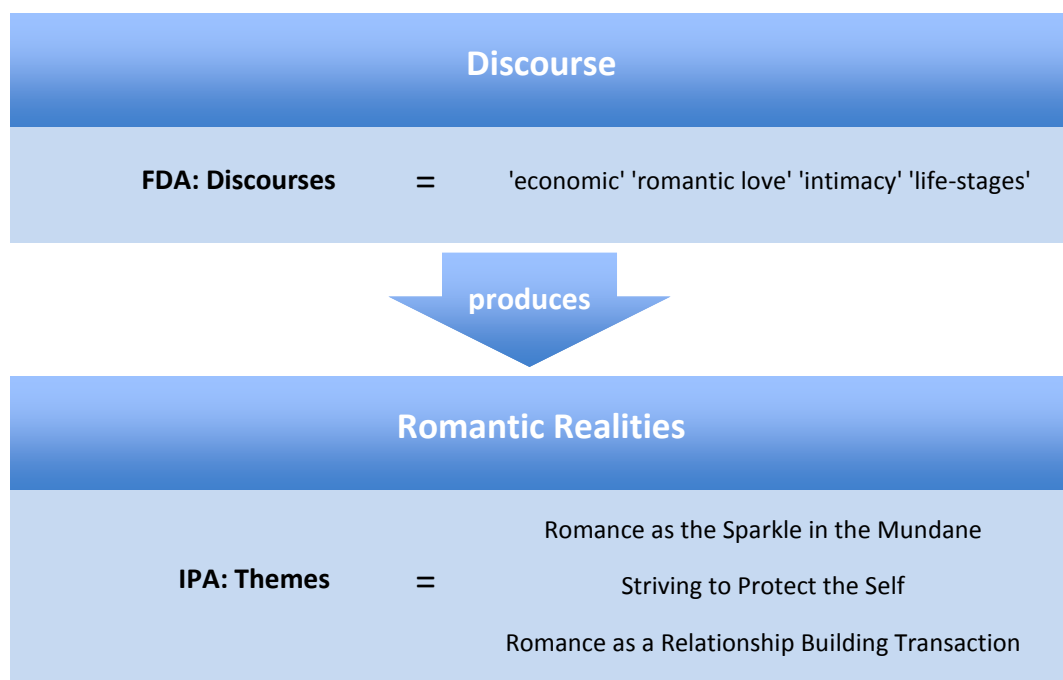 Discourse
FDA: Discourses = 'economic' 'romantic love' 'intimacy' 'life-stages'
produces
Romantic Realities
Romance as the Sparkle in the Mundane
IPA: Themes = Striving to Protect the Self
Romance as a Relationship Building Transaction